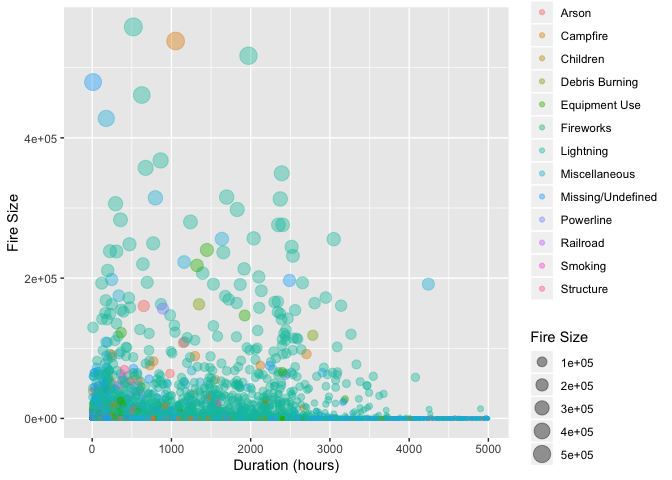 Fire Size
4e+05
2e+05
0e+00
0
1000
2000
3000
4000
5000
Duration (hours)
Arson
Campfire
Children
Debris Burning
Equipment Use
Fireworks
Lightning
Miscellaneous
Missing/Undefined
Powerline
Railroad
Smoking
Structure
Fire Size
1e+05
2e+05
3e+05
4e+05
5e+05